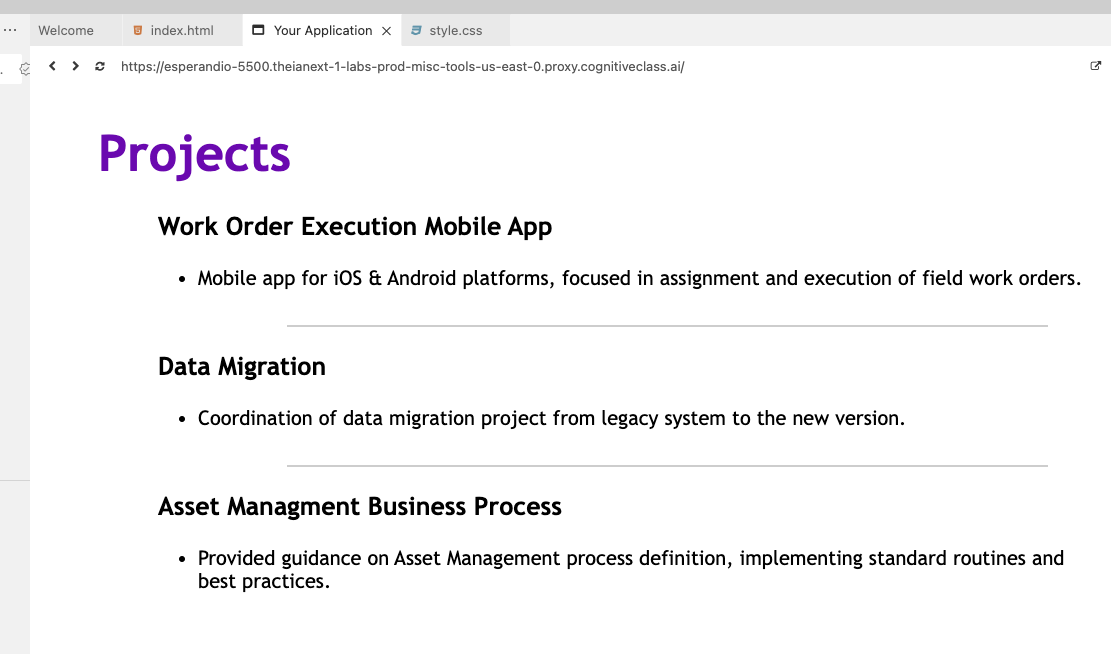 Welcome
index.html
Your Application
style.css
https://esperandio-5500.theianext-1-labs-prod-misc-tools-us-east-0.proxy.cognitiveclass.ai/
Projects
Work Order Execution Mobile App
• Mobile app for iOS & Android platforms, focused in assignment and execution of field work orders.
Data Migration
• Coordination of data migration project from legacy system to the new version.
Asset Managment Business Process
• Provided guidance on Asset Management process definition, implementing standard routines and
best practices.